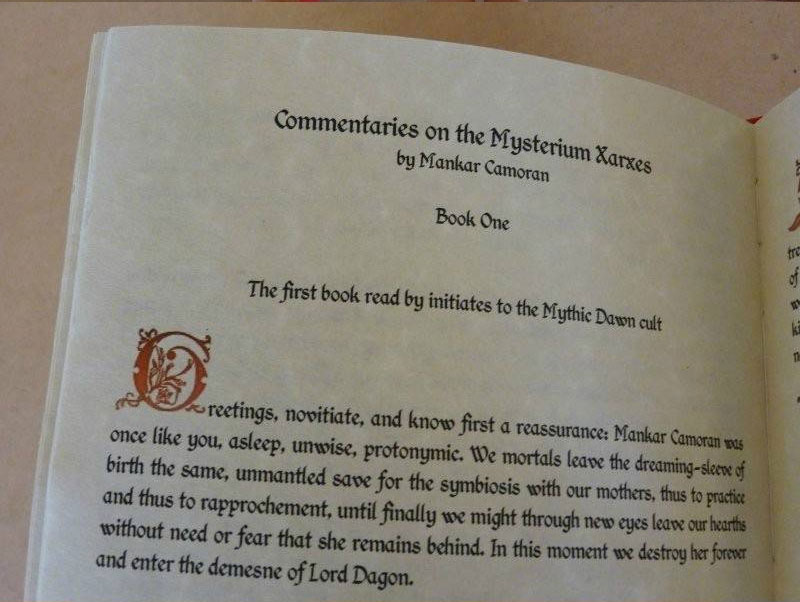 Commentaries on the Mysterium Xarxes
by Mankar Camoran
Book One
The first book read by initiates to the Mythic Dawn cult
Greetings, novitiate, and know first a reassurance: Mankar Camoran was
once like you, asleep, unwise, protonymic. We mortals leave the dreaming-sleeve of
birth the same, unmantled save for the symbiosis with our mothers, thus to practice
and thus to rapprochement, until finally we might through new eyes leave our hearths
without need or fear that she remains behind. In this moment we destroy her forever
and enter the demesne of Lord Dagon.